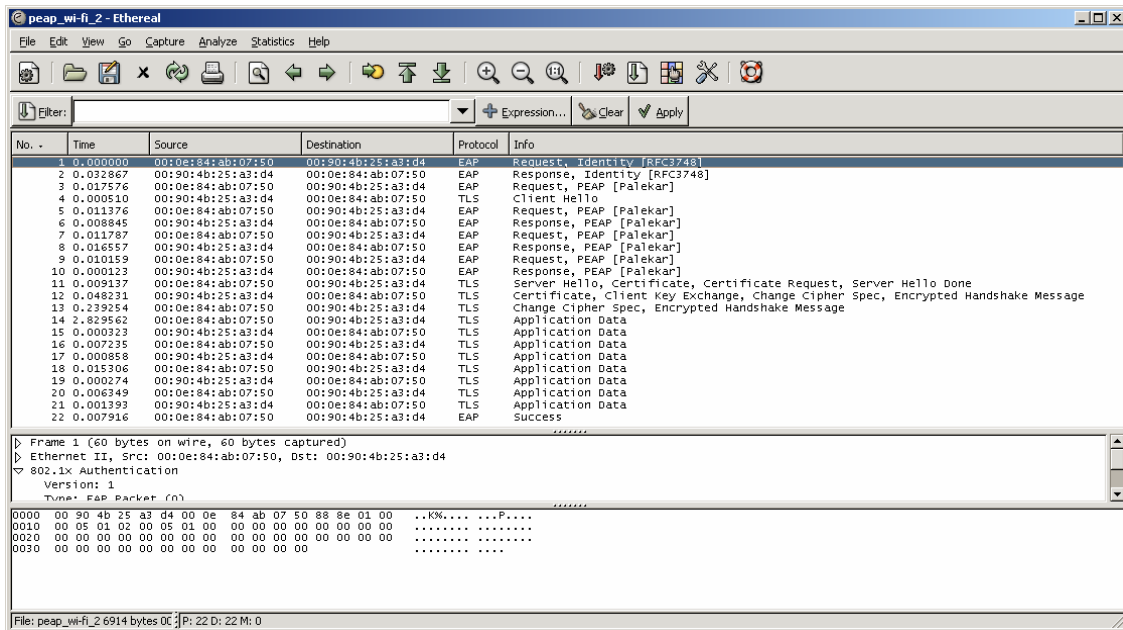 peap_wi-fi_2 - Ethereal
File Edit View Go Capture Analyze Statistics Help
Filter: Expression... Clear Apply
No. Time Source Destination Protocol Info
1 0.000000 00:0e:84:ab:07:50 00:90:4b:25:a3:d4 EAP Request, Identity [RFC3748]
2 0.032867 00:90:4b:25:a3:d4 00:0e:84:ab:07:50 EAP Response, Identity [RFC3748]
3 0.017576 00:0e:84:ab:07:50 00:90:4b:25:a3:d4 EAP Request, PEAP [Palekar]
4 0.000510 00:90:4b:25:a3:d4 00:0e:84:ab:07:50 TLS Client Hello
5 0.011376 00:0e:84:ab:07:50 00:90:4b:25:a3:d4 EAP Request, PEAP [Palekar]
6 0.008845 00:90:4b:25:a3:d4 00:0e:84:ab:07:50 EAP Response, PEAP [Palekar]
7 0.011787 00:0e:84:ab:07:50 00:90:4b:25:a3:d4 EAP Request, PEAP [Palekar]
8 0.016557 00:90:4b:25:a3:d4 00:0e:84:ab:07:50 EAP Response, PEAP [Palekar]
9 0.010159 00:0e:84:ab:07:50 00:90:4b:25:a3:d4 EAP Request, PEAP [Palekar]
10 0.000123 00:90:4b:25:a3:d4 00:0e:84:ab:07:50 EAP Response, PEAP [Palekar]
11 0.009137 00:0e:84:ab:07:50 00:90:4b:25:a3:d4 TLS Server Hello, Certificate, Certificate Request, Server Hello Done
12 0.048231 00:90:4b:25:a3:d4 00:0e:84:ab:07:50 TLS Certificate, Client Key Exchange, Change Cipher Spec, Encrypted Handshake Message
13 0.239254 00:0e:84:ab:07:50 00:90:4b:25:a3:d4 TLS Change Cipher Spec, Encrypted Handshake Message
14 2.829562 00:90:4b:25:a3:d4 00:0e:84:ab:07:50 TLS Application Data
15 0.000323 00:90:4b:25:a3:d4 00:0e:84:ab:07:50 TLS Application Data
16 0.007235 00:0e:84:ab:07:50 00:90:4b:25:a3:d4 TLS Application Data
17 0.000858 00:90:4b:25:a3:d4 00:0e:84:ab:07:50 TLS Application Data
18 0.015306 00:0e:84:ab:07:50 00:90:4b:25:a3:d4 TLS Application Data
19 0.000274 00:90:4b:25:a3:d4 00:0e:84:ab:07:50 TLS Application Data
20 0.006349 00:0e:84:ab:07:50 00:90:4b:25:a3:d4 TLS Application Data
21 0.001393 00:90:4b:25:a3:d4 00:0e:84:ab:07:50 TLS Application Data
22 0.007916 00:0e:84:ab:07:50 00:90:4b:25:a3:d4 EAP Success
Frame 1 (60 bytes on wire, 60 bytes captured)
Ethernet II, Src: 00:0e:84:ab:07:50, Dst: 00:90:4b:25:a3:d4
802.1x Authentication
Version: 1
Type: EAP Packet (0)
0000 00 90 4b 25 a3 d4 00 0e 84 ab 07 50 88 8e 01 00 ..K%.... ...P....
0010 00 05 01 02 00 05 01 00 00 00 00 00 00 00 00 00 ........ ........
0020 00 00 00 00 00 00 00 00 00 00 00 00 00 00 00 00 ........ ........
0030 00 00 00 00 00 00 00 00 00 00 00 00 ........ ....
File: peap_wi-fi_2 6914 bytes 00 P: 22 D: 22 M: 0